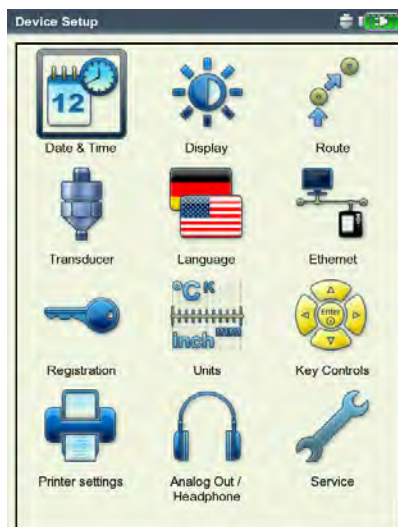 Device Setup
12
Date & Time
Display
Route
Transducer
Language
Ethernet
°C K
inch mm
Enter
Registration
Units
Key Controls
Printer settings
Analog Out /
Headphone
Service